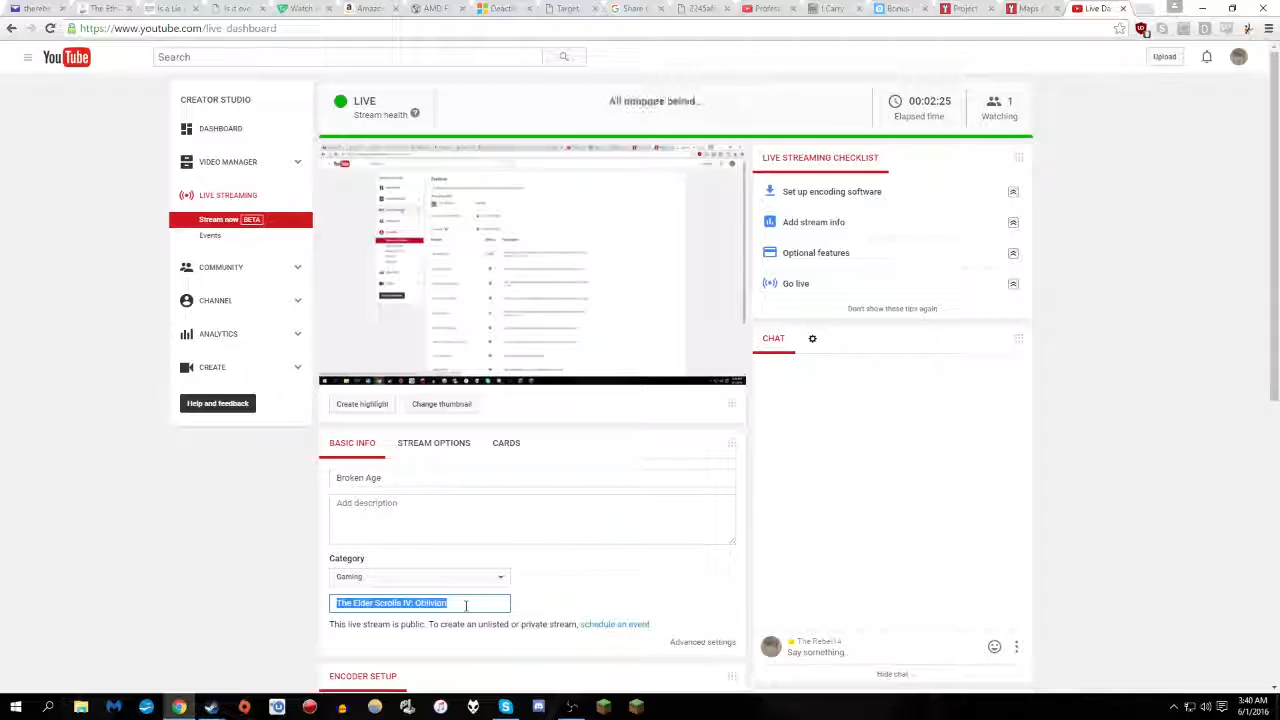 https://www.youtube.com/live_dashboard
YouTube
Search
Upload
CREATOR STUDIO
DASHBOARD
VIDEO MANAGER
LIVE STREAMING
Stream now BETA
Events
COMMUNITY
CHANNEL
ANALYTICS
CREATE
Help and feedback
LIVE
Stream health
00:02:25
Elapsed time
1
Watching
Create highlight
Change thumbnail
BASIC INFO
STREAM OPTIONS
CARDS
Broken Age
Add description
Category
Gaming
The Elder Scrolls IV: Oblivion
This live stream is public. To create an unlisted or private stream, schedule an event
Advanced settings
ENCODER SETUP
LIVE STREAMING CHECKLIST
Set up encoding software
Add stream info
Optional features
Go live
Don't show these tips again
CHAT
The Rebel14
Say something...
Hide chat
3:40 AM
6/1/2016